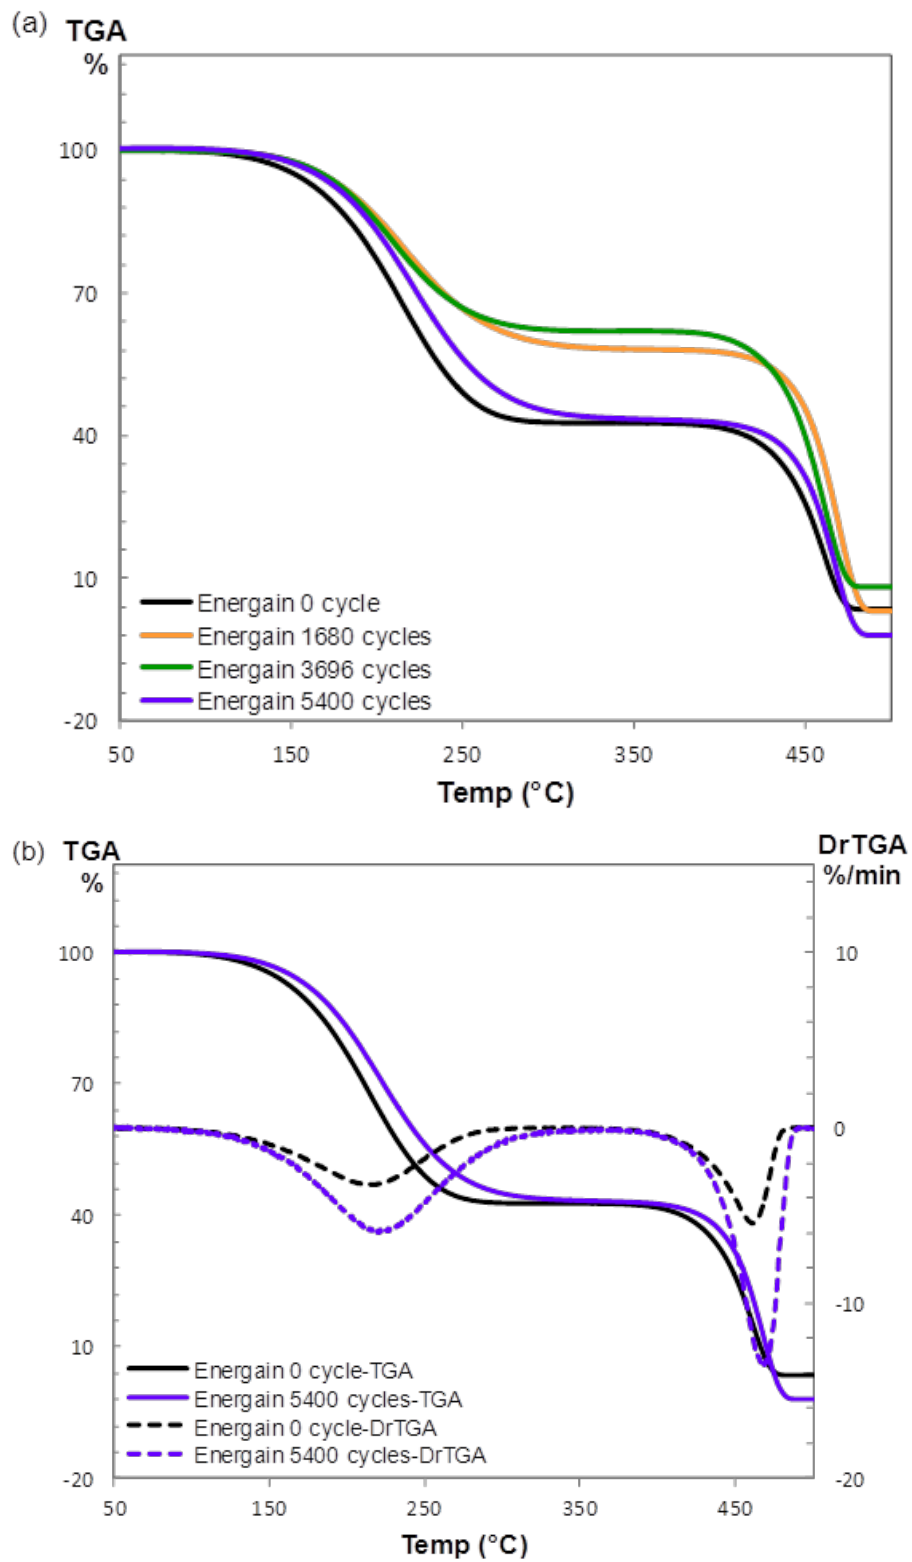 (a) TGA
%
100
70
40
10
-20
Energain 0 cycle
Energain 1680 cycles
Energain 3696 cycles
Energain 5400 cycles
50 150 250 350 450
Temp (°C)
(b) TGA DrTGA
% %/min
100 10
70
0
40
-10
10
Energain 0 cycle-TGA
Energain 5400 cycles-TGA
Energain 0 cycle-DrTGA
Energain 5400 cycles-DrTGA
-20 -20
50 150 250 350 450
Temp (°C)